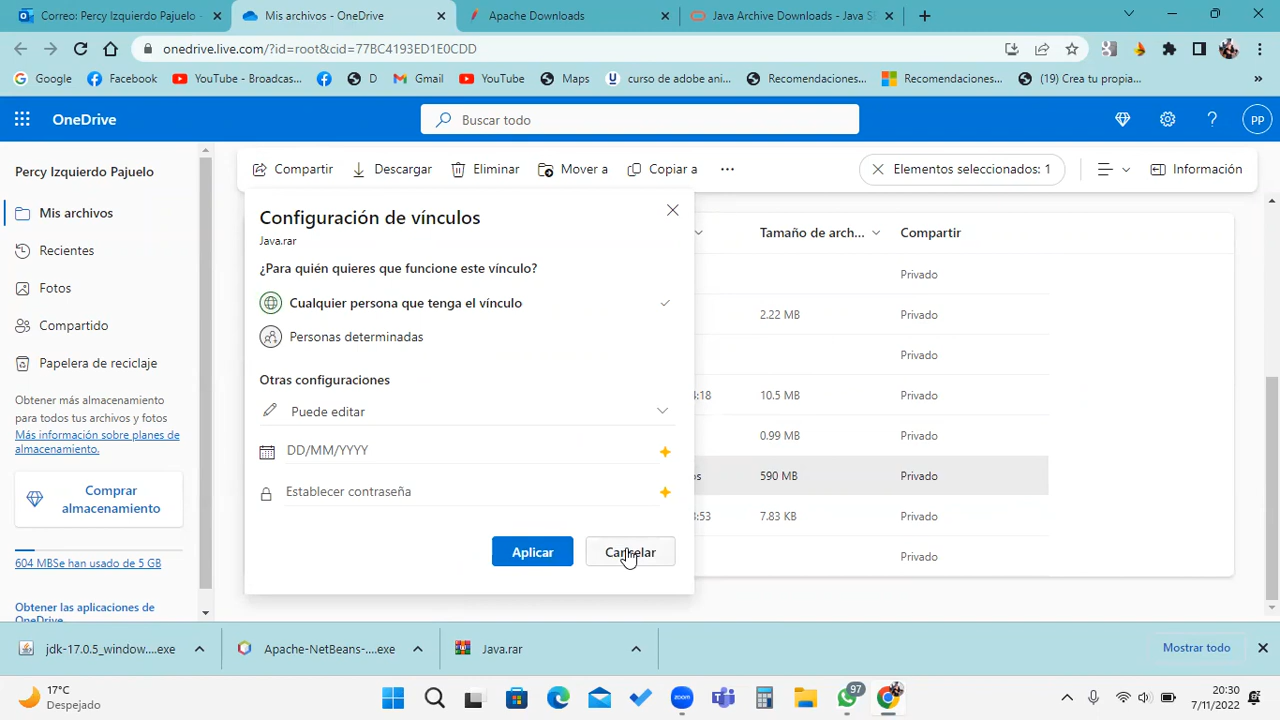 Correo: Percy Izquierdo Pajuelo -
Mis archivos - OneDrive
Apache Downloads
Java Archive Downloads - Java SE
onedrive.live.com/?id=root&cid=77BC4193ED1E0CDD
Google
Facebook
YouTube - Broadcas...
D
Gmail
YouTube
Maps
curso de adobe ani...
Recomendaciones...
Recomendaciones...
(19) Crea tu propia...
»
OneDrive
Buscar todo
PP
Percy Izquierdo Pajuelo
Mis archivos
Recientes
Fotos
Compartido
Papelera de reciclaje
Obtener más almacenamiento
para todos tus archivos y fotos
Más información sobre planes de
almacenamiento.
Comprar
almacenamiento
604 MBSe han usado de 5 GB
Obtener las aplicaciones de
OneDrive
Compartir
Descargar
Eliminar
Mover a
Copiar a
...
Elementos seleccionados: 1
Información
Configuración de vínculos
Java.rar
¿Para quién quieres que funcione este vínculo?
Cualquier persona que tenga el vínculo
Personas determinadas
Otras configuraciones
Puede editar
DD/MM/YYYY
Establecer contraseña
Aplicar
Cancelar
Tamaño de arch...
Compartir
Privado
2.22 MB
Privado
Privado
4:18
10.5 MB
Privado
0.99 MB
Privado
os
590 MB
Privado
3:53
7.83 KB
Privado
Privado
jdk-17.0.5_window....exe
Apache-NetBeans-....exe
Java.rar
Mostrar todo
17°C
Despejado
97
20:30
7/11/2022